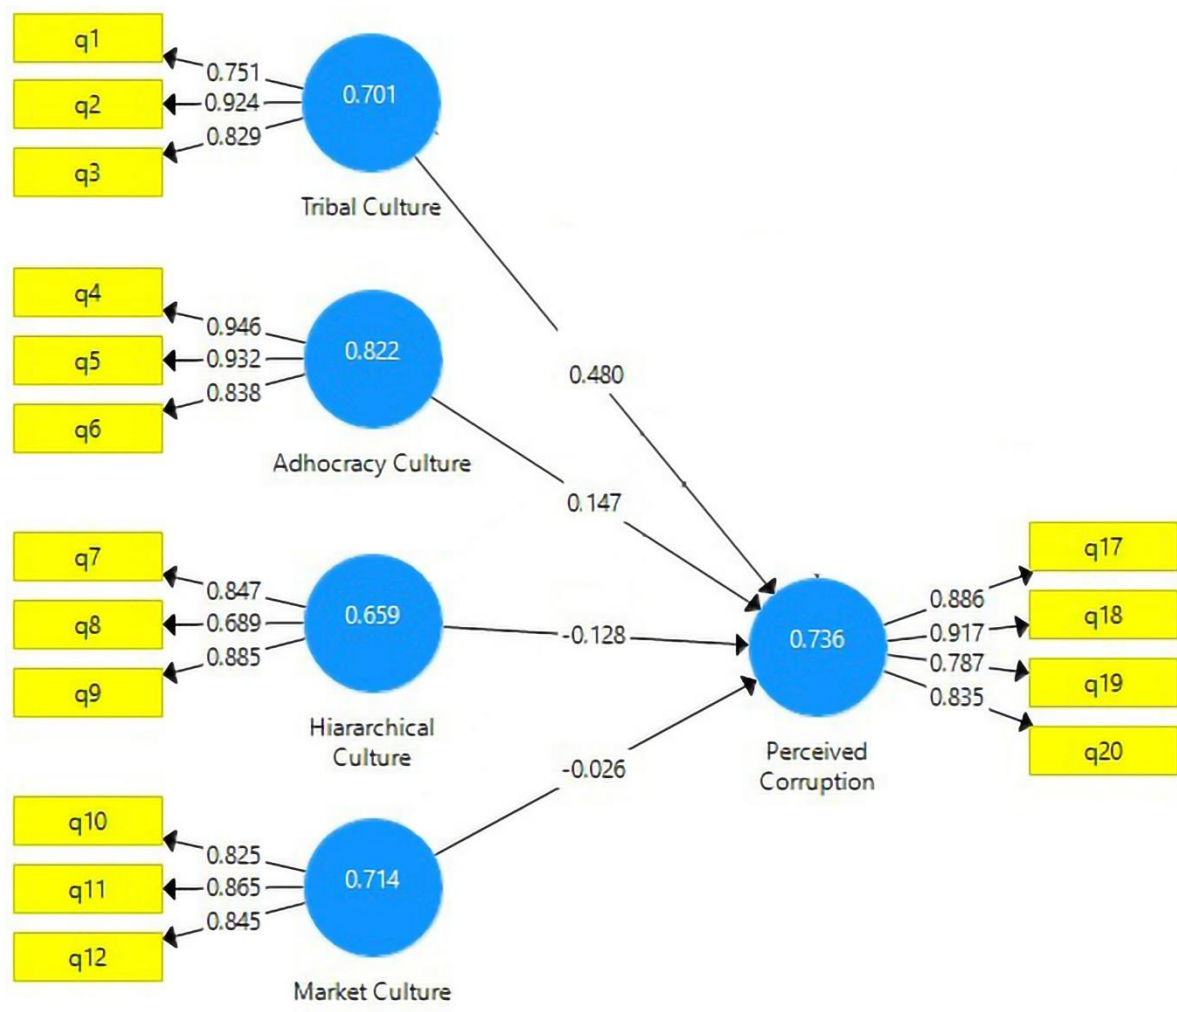 q1
0.751
q2
0.924
0.829
q3
0.701
Tribal Culture
q4
0.946
q5
0.932
0.838
q6
0.822
Adhocracy Culture
q7
0.847
q8
0.689
0.885
q9
0.659
Hiararchical
Culture
q10
0.825
q11
0.865
0.845
q12
0.714
Market Culture
0.480
0.147
-0.128
-0.026
0.736
Perceived
Corruption
q17
0.886
q18
0.917
0.787
q19
0.835
q20